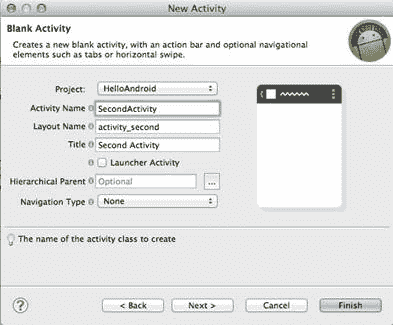 New Activity
Blank Activity
Creates a new blank activity, with an action bar and optional navigational
elements such as tabs or horizontal swipe.
Project: HelloAndroid
Activity Name SecondActivity
Layout Name activity_second
Title Second Activity
Launcher Activity
Hierarchical Parent Optional ...
Navigation Type None
The name of the activity class to create
? < Back Next > Cancel Finish